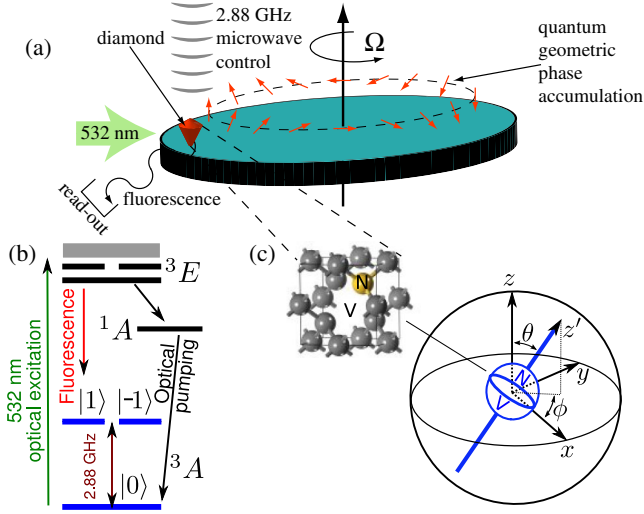 (a)
diamond
2.88 GHz
microwave
control
Ω
quantum
geometric
phase
accumulation
532 nm
fluorescence
read-out
(b)
³E
¹A
Fluorescence
Optical
pumping
532 nm
optical excitation
|1⟩ |-1⟩
2.88 GHz
³A
|0⟩
(c)
N
V
z
θ
z′
N
V
y
ϕ
x